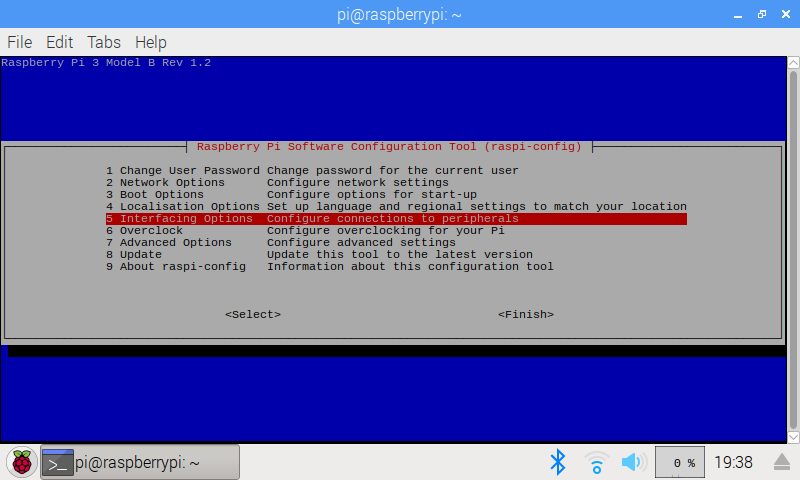 pi@raspberrypi: ~
File Edit Tabs Help
Raspberry Pi 3 Model B Rev 1.2
Raspberry Pi Software Configuration Tool (raspi-config)
1 Change User Password Change password for the current user
2 Network Options Configure network settings
3 Boot Options Configure options for start-up
4 Localisation Options Set up language and regional settings to match your location
5 Interfacing Options Configure connections to peripherals
6 Overclock Configure overclocking for your Pi
7 Advanced Options Configure advanced settings
8 Update Update this tool to the latest version
9 About raspi-config Information about this configuration tool
<Select> <Finish>
>_ pi@raspberrypi: ~ 0 % 19:38